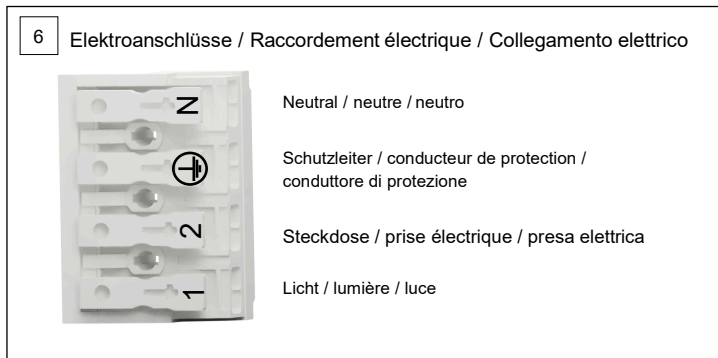 6
Elektroanschlüsse / Raccordement électrique / Collegamento elettrico
N
Neutral / neutre / neutro
Schutzleiter / conducteur de protection /
conduttore di protezione
2
Steckdose / prise électrique / presa elettrica
1
Licht / lumière / luce